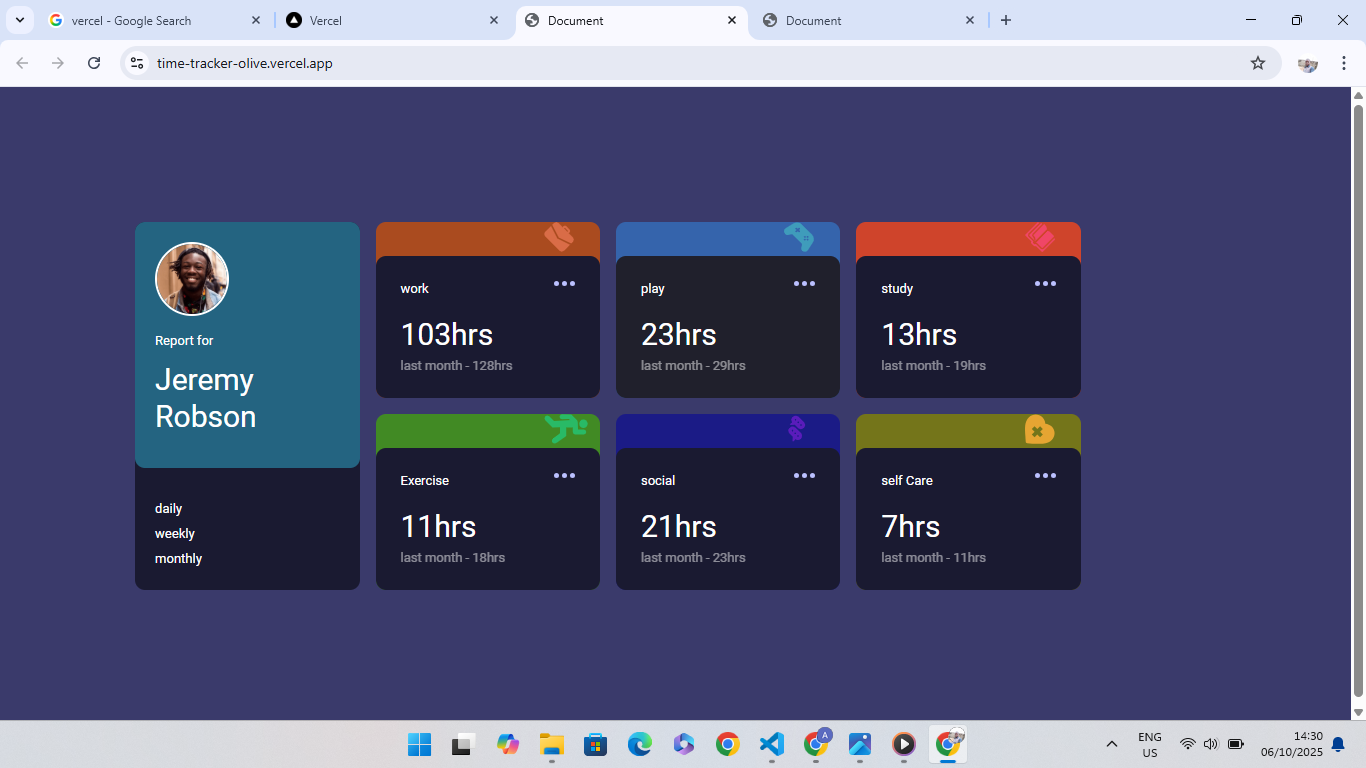 vercel - Google Search
Vercel
Document
Document
time-tracker-olive.vercel.app
Report for
Jeremy
Robson
daily
weekly
monthly
work
103hrs
last month - 128hrs
play
23hrs
last month - 29hrs
study
13hrs
last month - 19hrs
Exercise
11hrs
last month - 18hrs
social
21hrs
last month - 23hrs
self Care
7hrs
last month - 11hrs
A
ENG
US
14:30
06/10/2025